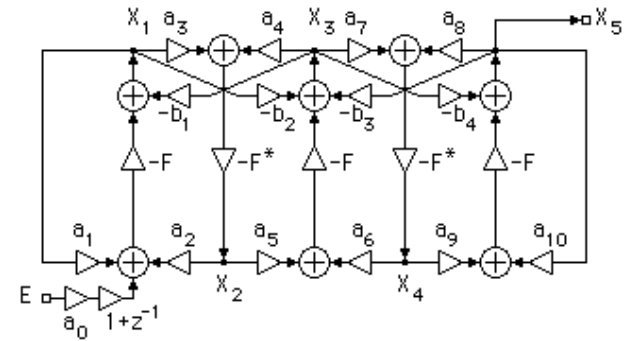 X₁ a₃ a₄ X₃ a₇ a₈ X₅
-b₁ -b₂ -b₃ -b₄
-F -F* -F -F* -F
a₁ a₂ a₅ a₆ a₉ a₁₀
E X₂ X₄
a₀ 1+z⁻¹